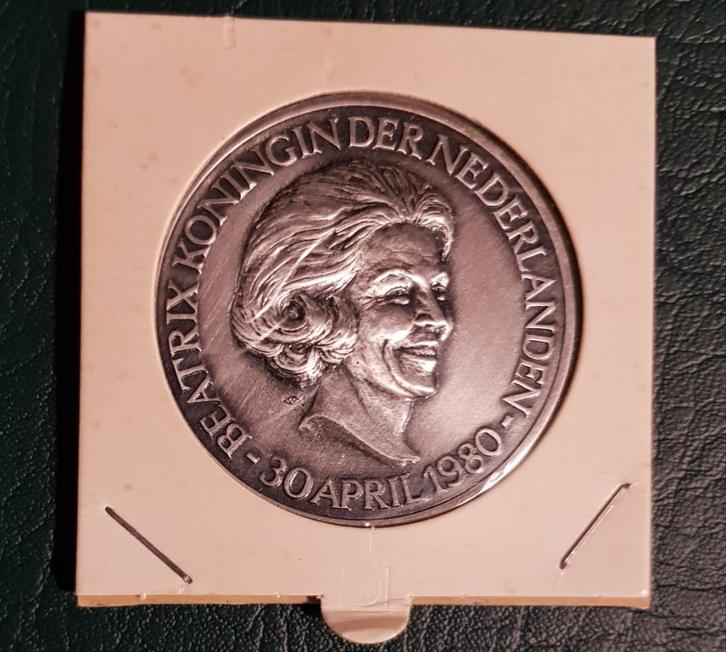 BEATRIX KONINGIN DER NEDERLANDEN
- 30 APRIL 1980 -